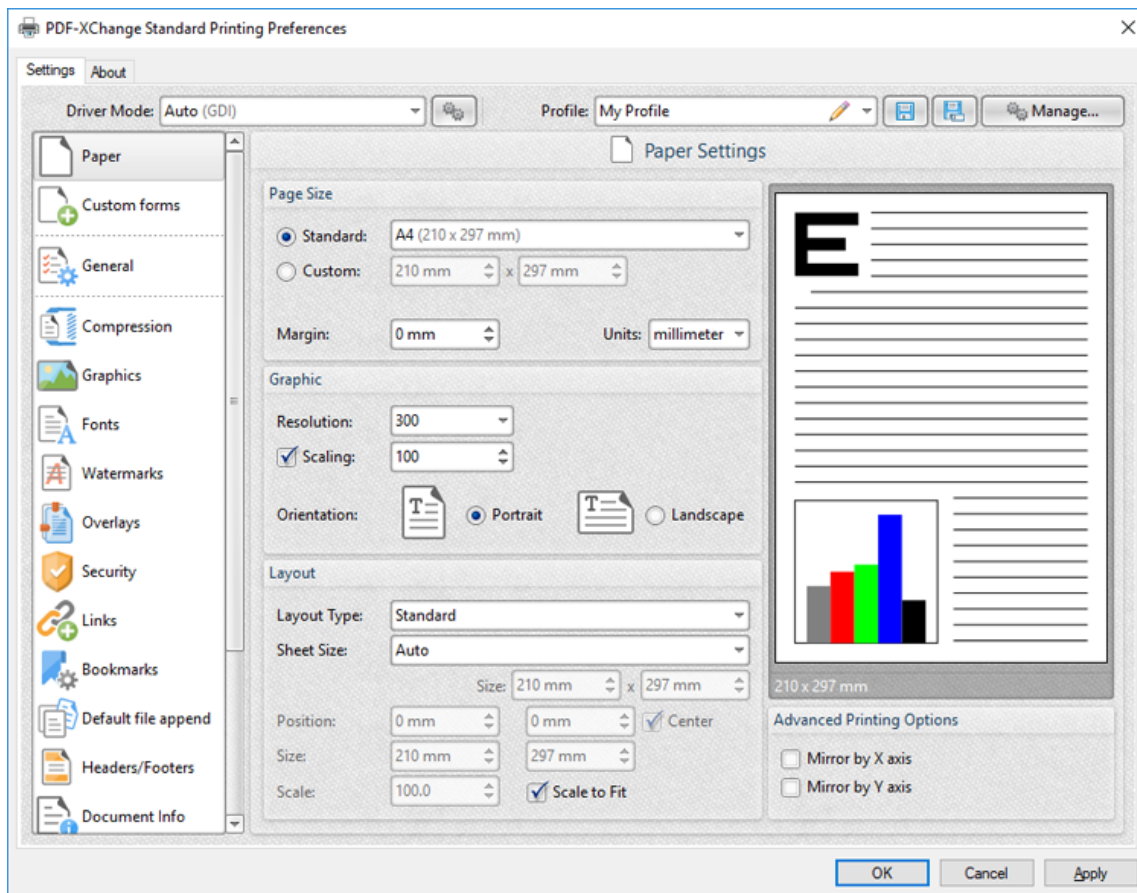 PDF-XChange Standard Printing Preferences
Settings About
Driver Mode: Auto (GDI) Profile: My Profile Manage...
Paper
Custom forms
General
Compression
Graphics
Fonts
Watermarks
Overlays
Security
Links
Bookmarks
Default file append
Headers/Footers
Document Info
Paper Settings
Page Size
Standard: A4 (210 x 297 mm)
Custom: 210 mm x 297 mm
Margin: 0 mm Units: millimeter
Graphic
Resolution: 300
Scaling: 100
Orientation: T Portrait T Landscape
Layout
Layout Type: Standard
Sheet Size: Auto
Size: 210 mm x 297 mm
Position: 0 mm 0 mm Center
Size: 210 mm 297 mm
Scale: 100.0 Scale to Fit
E
210 x 297 mm
Advanced Printing Options
Mirror by X axis
Mirror by Y axis
OK Cancel Apply